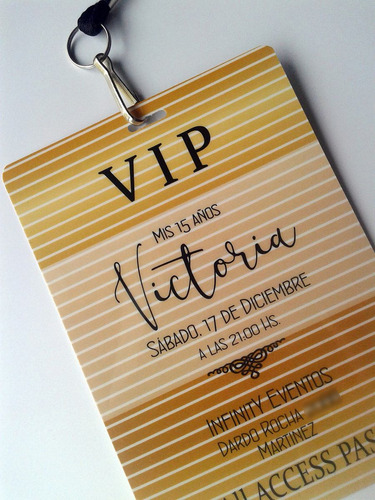 VIP
MIS 15 AÑOS
Victoria
SÁBADO. 17 DE DICIEMBRE
A LAS 21:00 HS.
INFINITY EVENTOS
DARDO ROCHA
MARTINEZ
ACCESS PAS